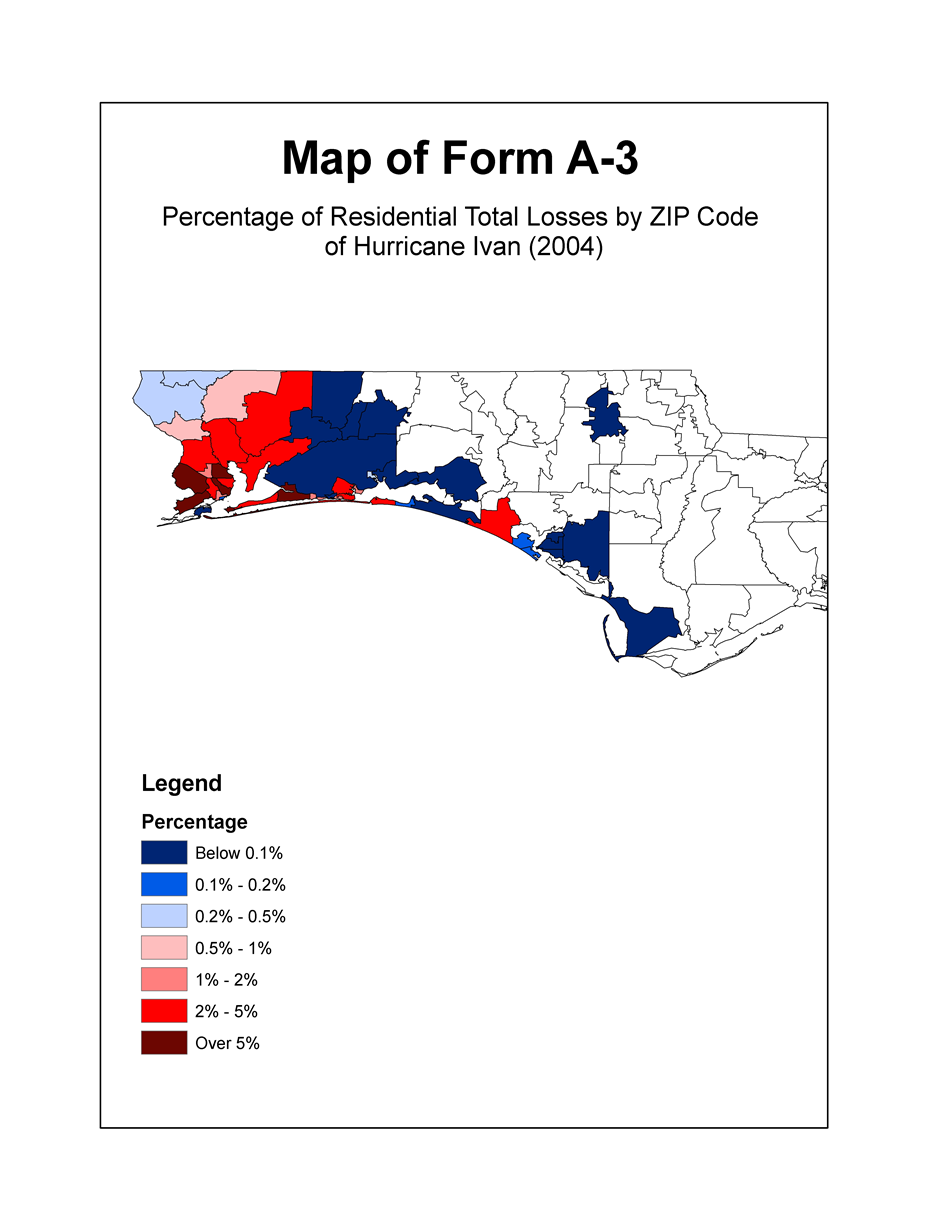 Map of Form A-3
Percentage of Residential Total Losses by ZIP Code
of Hurricane Ivan (2004)
Legend
Percentage
Below 0.1%
0.1% - 0.2%
0.2% - 0.5%
0.5% - 1%
1% - 2%
2% - 5%
Over 5%